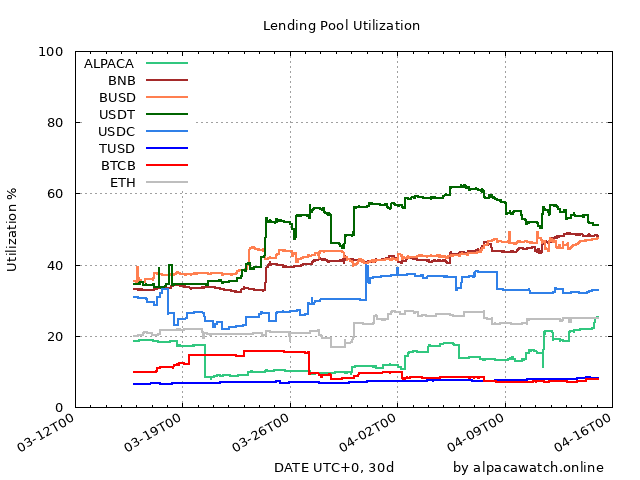 Lending Pool Utilization
100
80
60
40
20
0
Utilization %
ALPACA
BNB
BUSD
USDT
USDC
TUSD
BTCB
ETH
03-12T00
03-19T00
03-26T00
04-02T00
04-09T00
04-16T00
DATE UTC+0, 30d
by alpacawatch.online